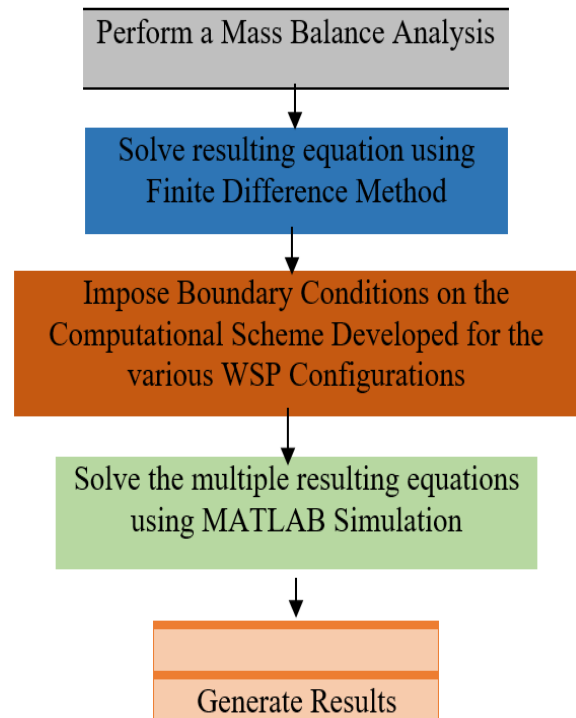 Perform a Mass Balance Analysis
Solve resulting equation using
Finite Difference Method
Impose Boundary Conditions on the
Computational Scheme Developed for the
various WSP Configurations
Solve the multiple resulting equations
using MATLAB Simulation
Generate Results